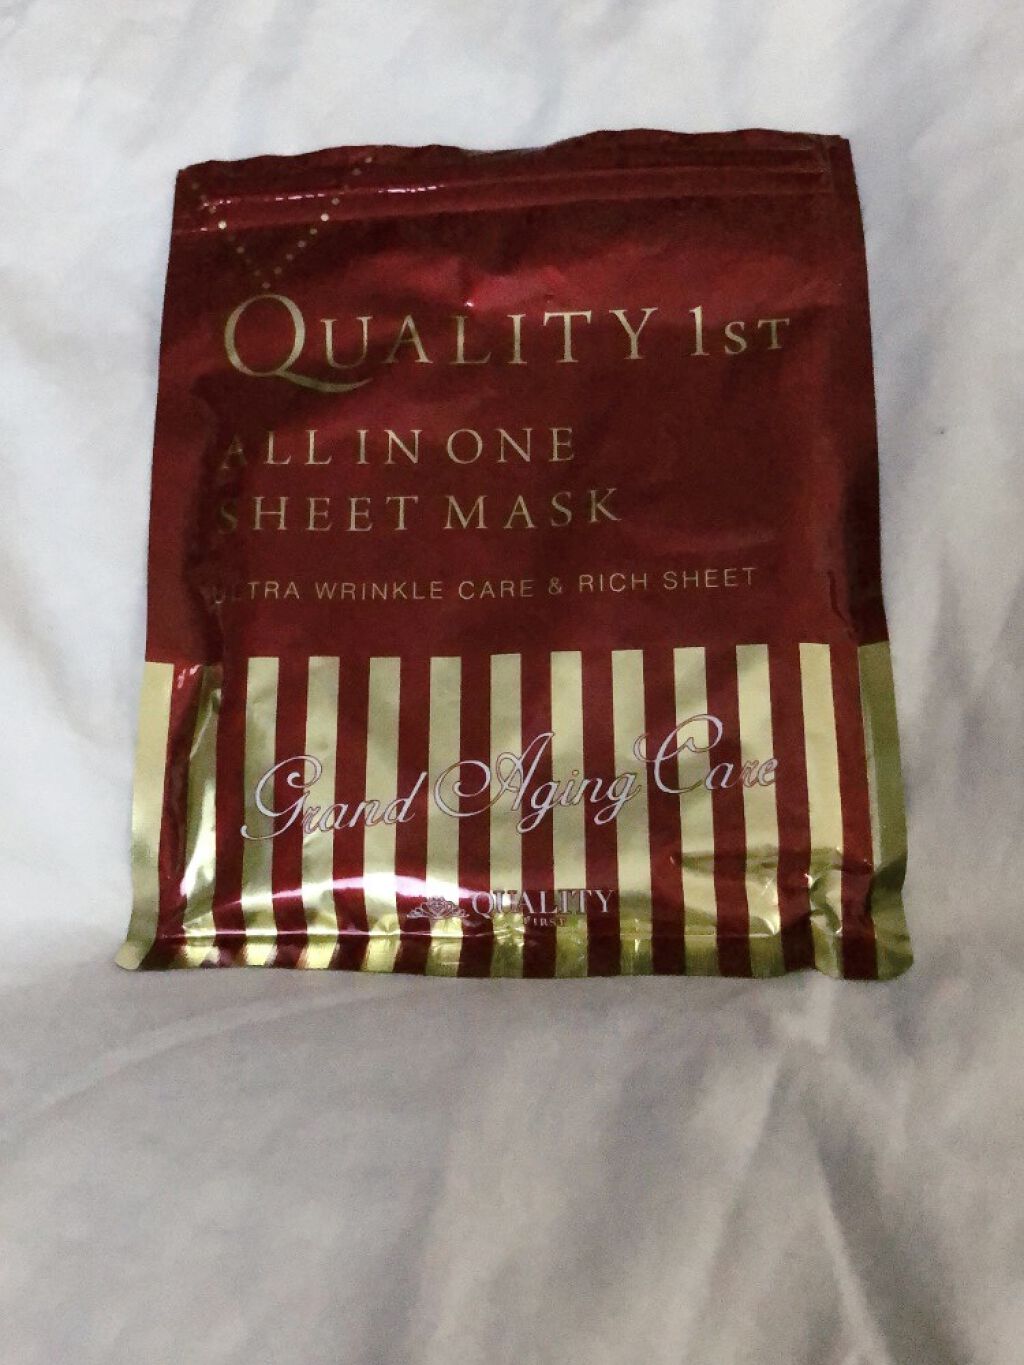 QUALITY 1ST
ALL IN ONE
SHEET MASK
ULTRA WRINKLE CARE & RICH SHEET
Grand Aging Care
QUALITY
FIRST